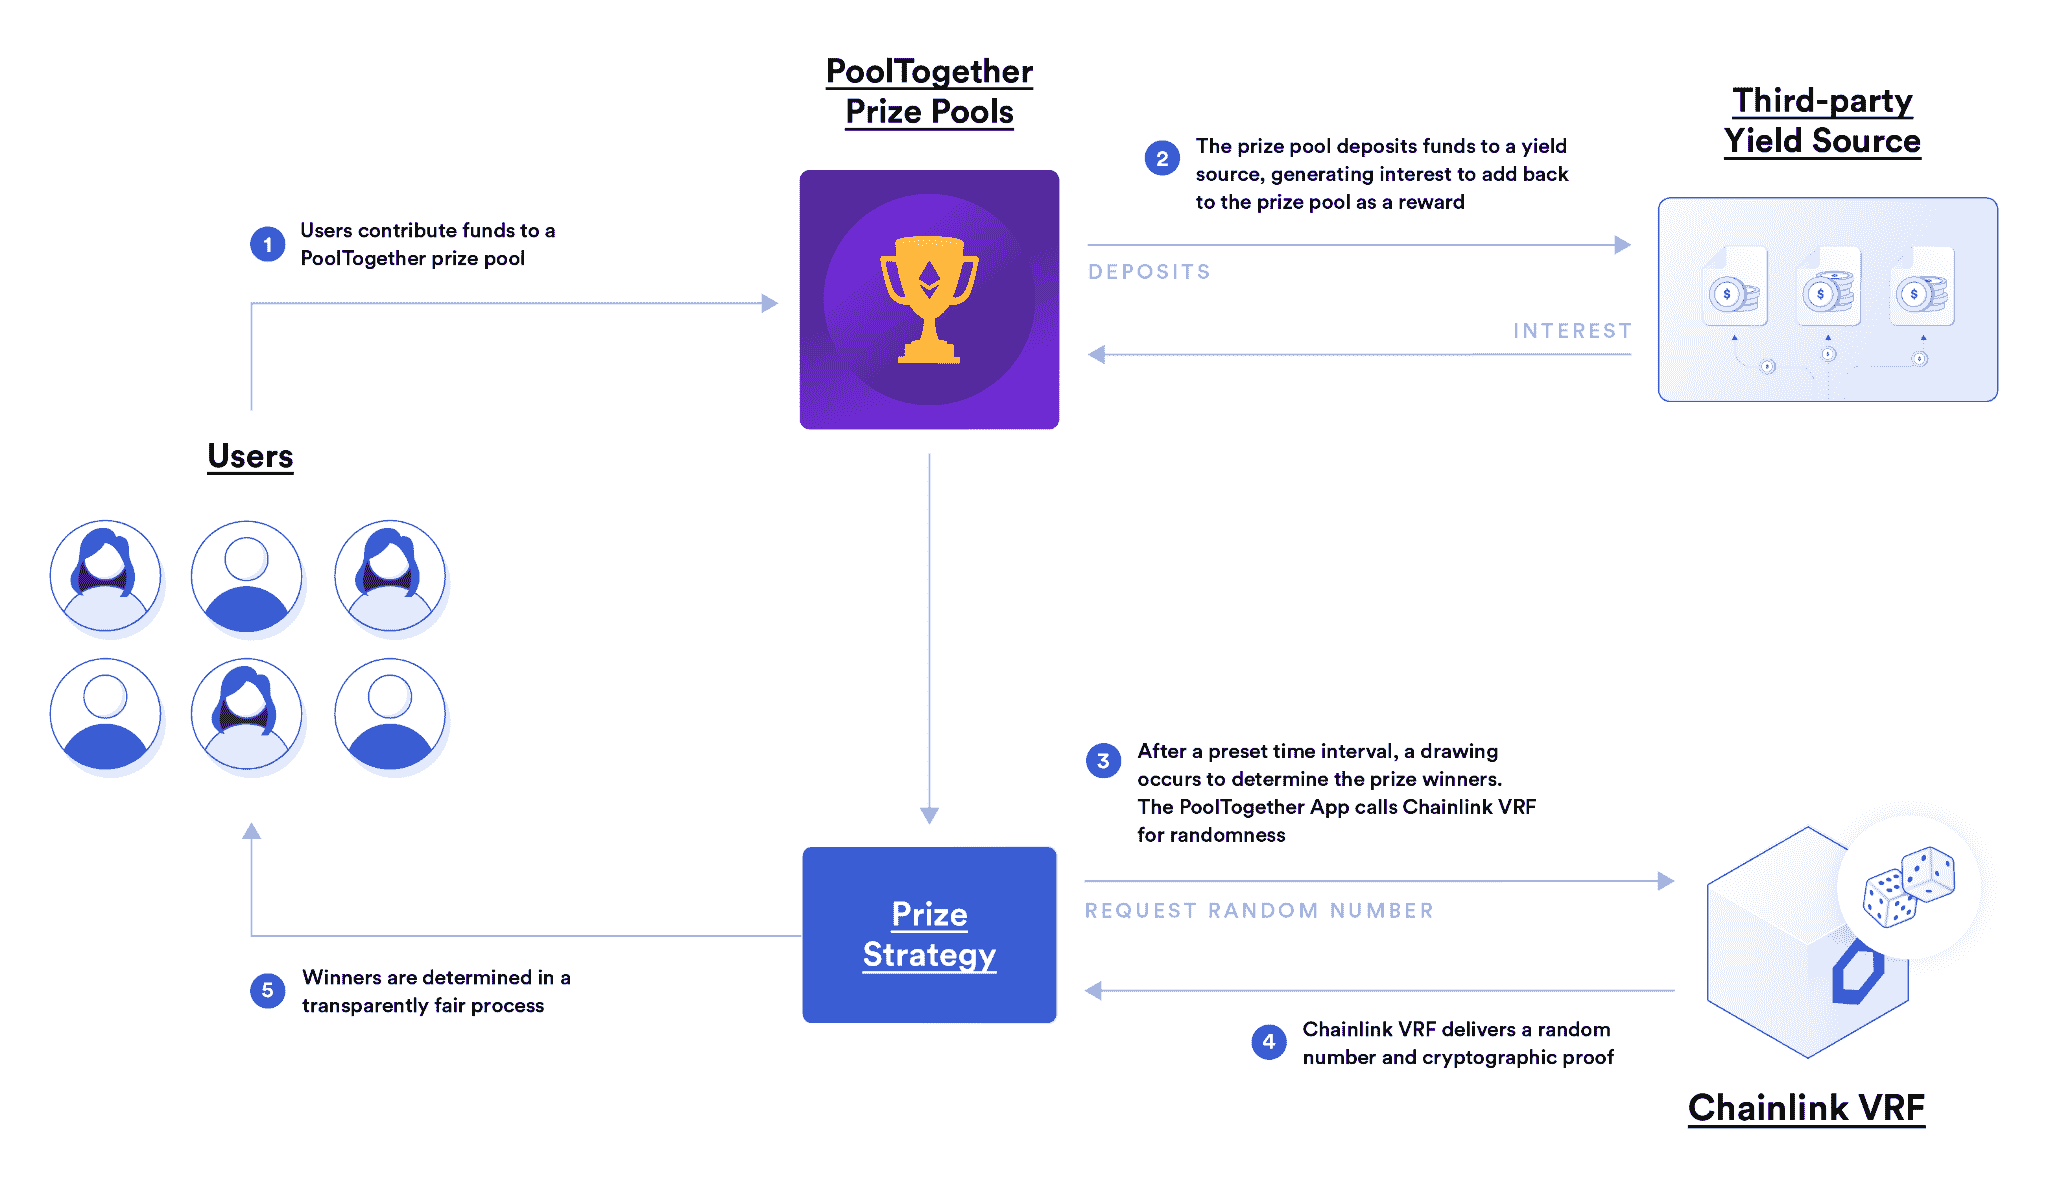 PoolTogether
Prize Pools
Third-party
Yield Source
1
Users contribute funds to a
PoolTogether prize pool
2
The prize pool deposits funds to a yield
source, generating interest to add back
to the prize pool as a reward
DEPOSITS
INTEREST
$ $ $
$ $ $
Users
3
After a preset time interval, a drawing
occurs to determine the prize winners.
The PoolTogether App calls Chainlink VRF
for randomness
REQUEST RANDOM NUMBER
Prize
Strategy
5
Winners are determined in a
transparently fair process
4
Chainlink VRF delivers a random
number and cryptographic proof
Chainlink VRF